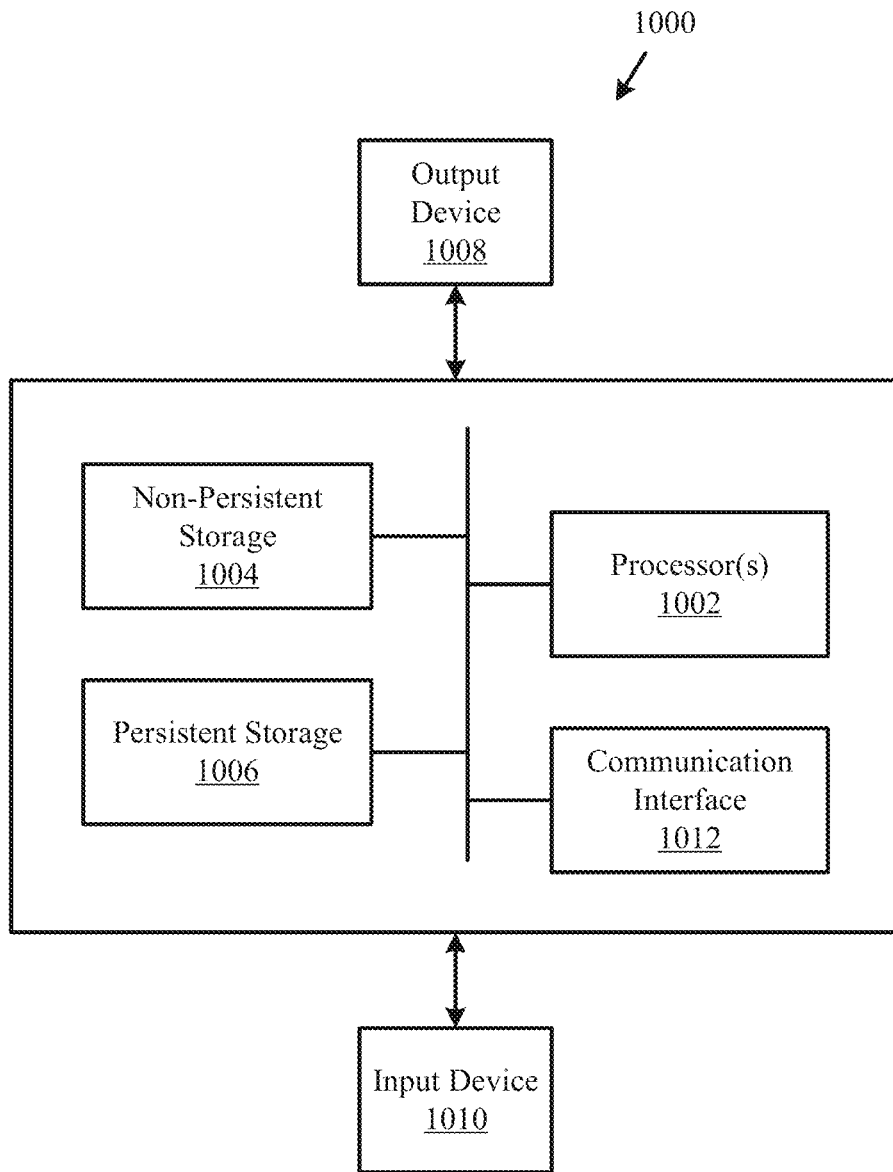 1000
Output
Device
1008
Non-Persistent
Storage
1004
Processor(s)
1002
Persistent Storage
1006
Communication
Interface
1012
Input Device
1010